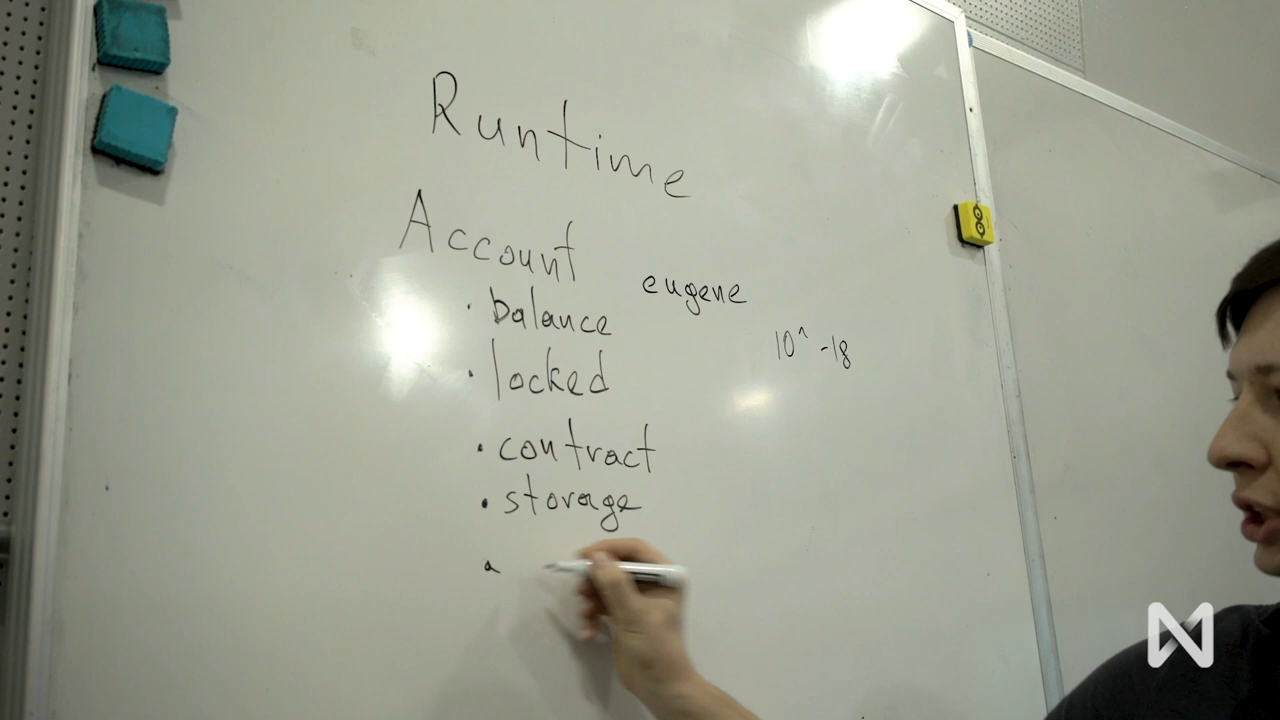 Runtime
Account
eugene
· balance
10^ -18
· locked
· contract
· storage